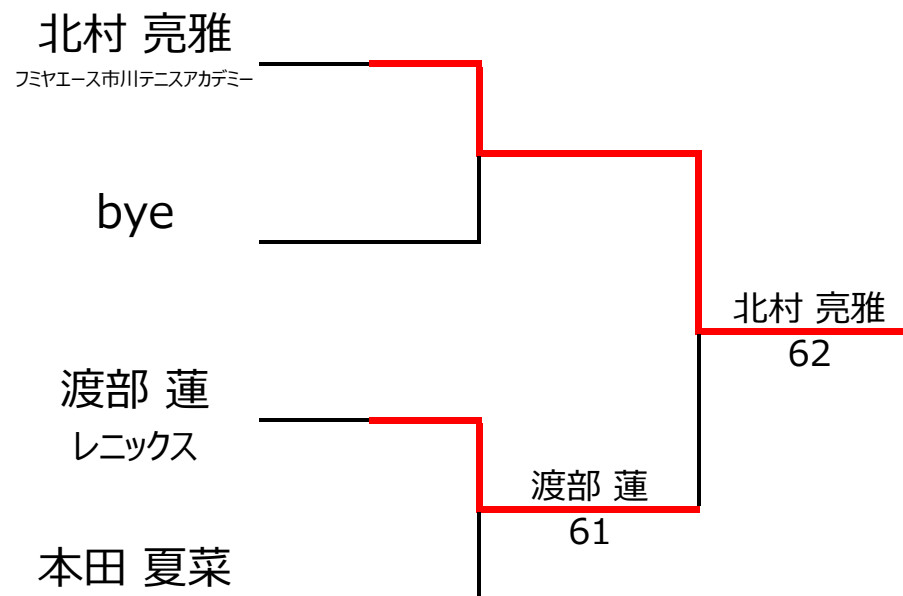 北村 亮雅
フミヤエース市川テニスアカデミー
bye
北村 亮雅
62
渡部 蓮
レニックス
渡部 蓮
61
本田 夏菜